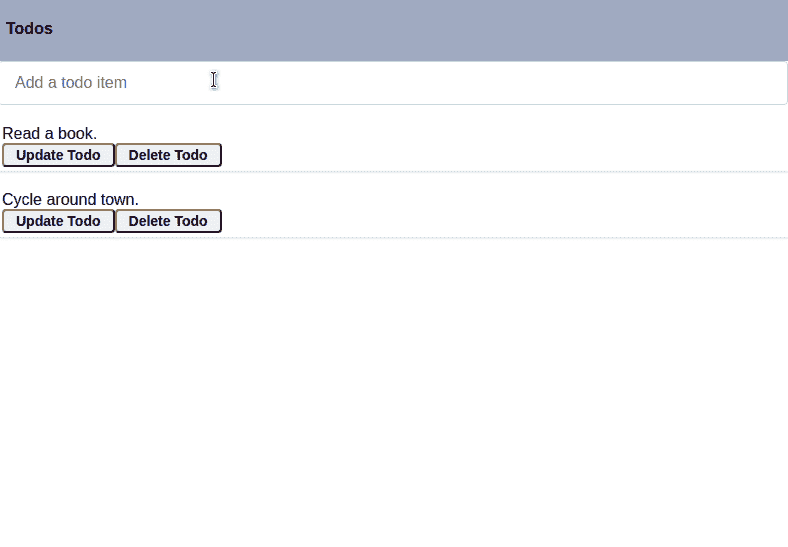 Todos
Add a todo item
Read a book.
Update Todo Delete Todo
Cycle around town.
Update Todo Delete Todo